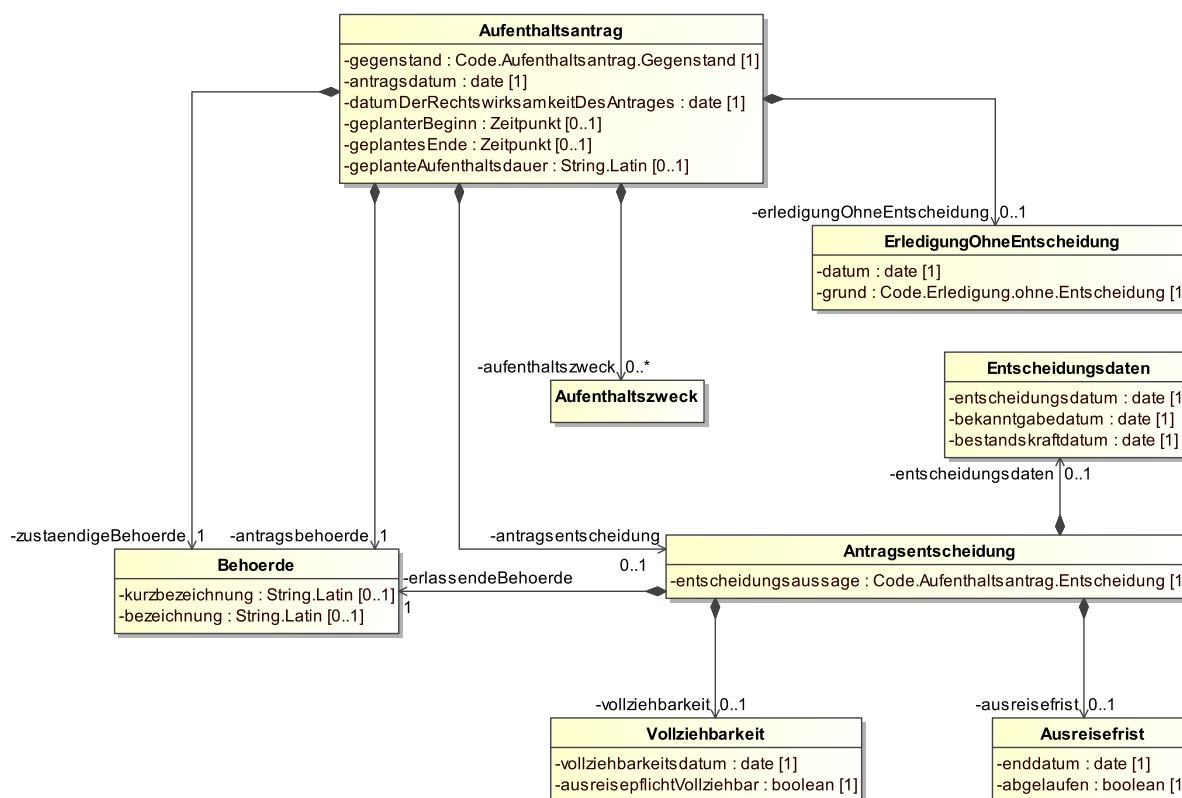 Aufenthaltsantrag
-gegenstand : Code.Aufenthaltsantrag.Gegenstand [1]
-antragsdatum : date [1]
-datumDerRechtswirksamkeitDesAntrages : date [1]
-geplanterBeginn : Zeitpunkt [0..1]
-geplantesEnde : Zeitpunkt [0..1]
-geplanteAufenthaltsdauer : String.Latin [0..1]
-erledigungOhneEntscheidung 0..1
ErledigungOhneEntscheidung
-datum : date [1]
-grund : Code.Erledigung.ohne.Entscheidung [1
-aufenthaltszweck 0..*
Aufenthaltszweck
Entscheidungsdaten
-entscheidungsdatum : date [1
-bekanntgabedatum : date [1]
-bestandskraftdatum : date [1]
-entscheidungsdaten 0..1
-zustaendigeBehoerde 1
-antragsbehoerde 1
-antragsentscheidung
0..1
Behoerde
-kurzbezeichnung : String.Latin [0..1]
-bezeichnung : String.Latin [0..1]
-erlassendeBehoerde
1
Antragsentscheidung
-entscheidungsaussage : Code.Aufenthaltsantrag.Entscheidung [1
-vollziehbarkeit 0..1
Vollziehbarkeit
-vollziehbarkeitsdatum : date [1]
-ausreisepflichtVollziehbar : boolean [1]
-ausreisefrist 0..1
Ausreisefrist
-enddatum : date [1]
-abgelaufen : boolean [1